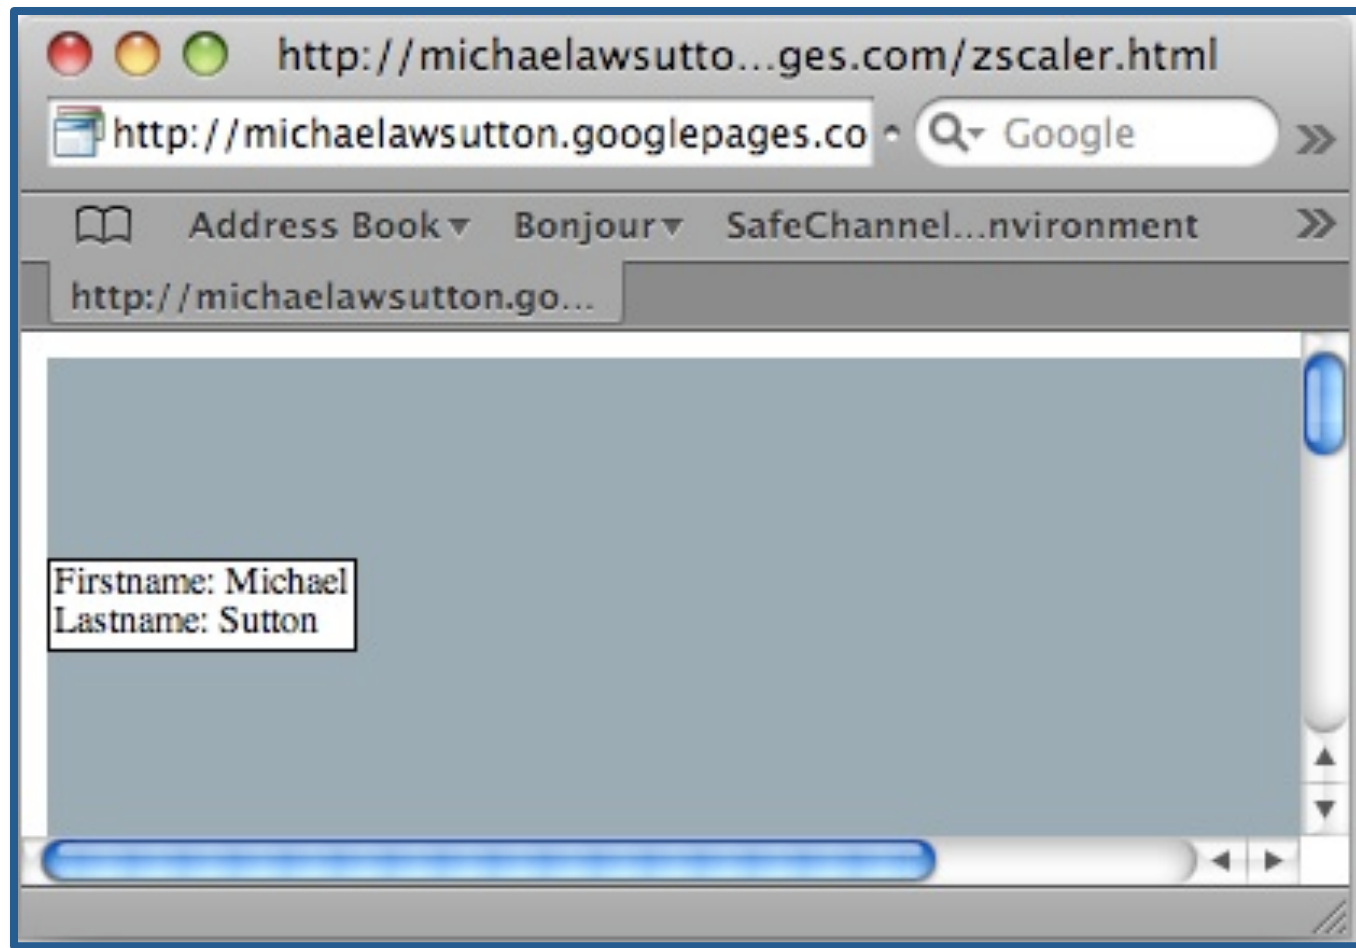 http://michaelawsutto...ges.com/zscaler.html
http://michaelawsutton.googlepages.co Google
Address Book Bonjour SafeChannel...nvironment
http://michaelawsutton.go...
Firstname: Michael
Lastname: Sutton